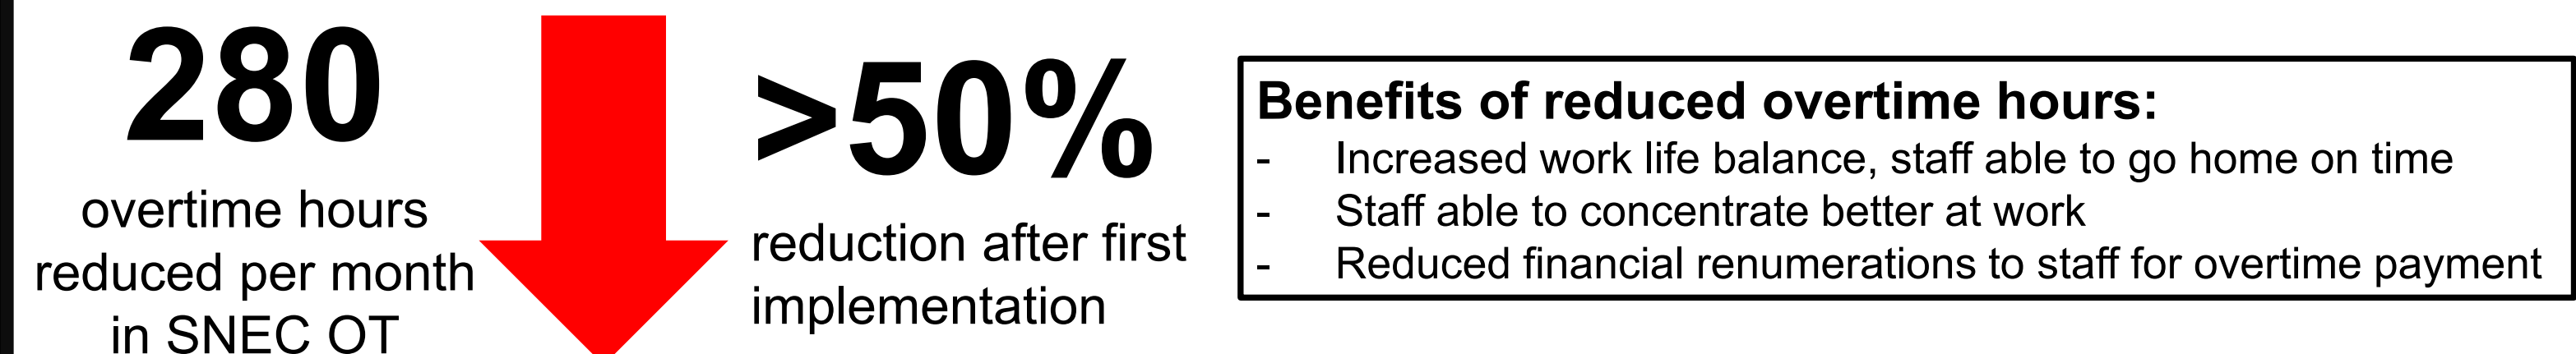 280
overtime hours
reduced per month
in SNEC OT
>50%
reduction after first
implementation
Benefits of reduced overtime hours:
- Increased work life balance, staff able to go home on time
- Staff able to concentrate better at work
- Reduced financial renumerations to staff for overtime payment